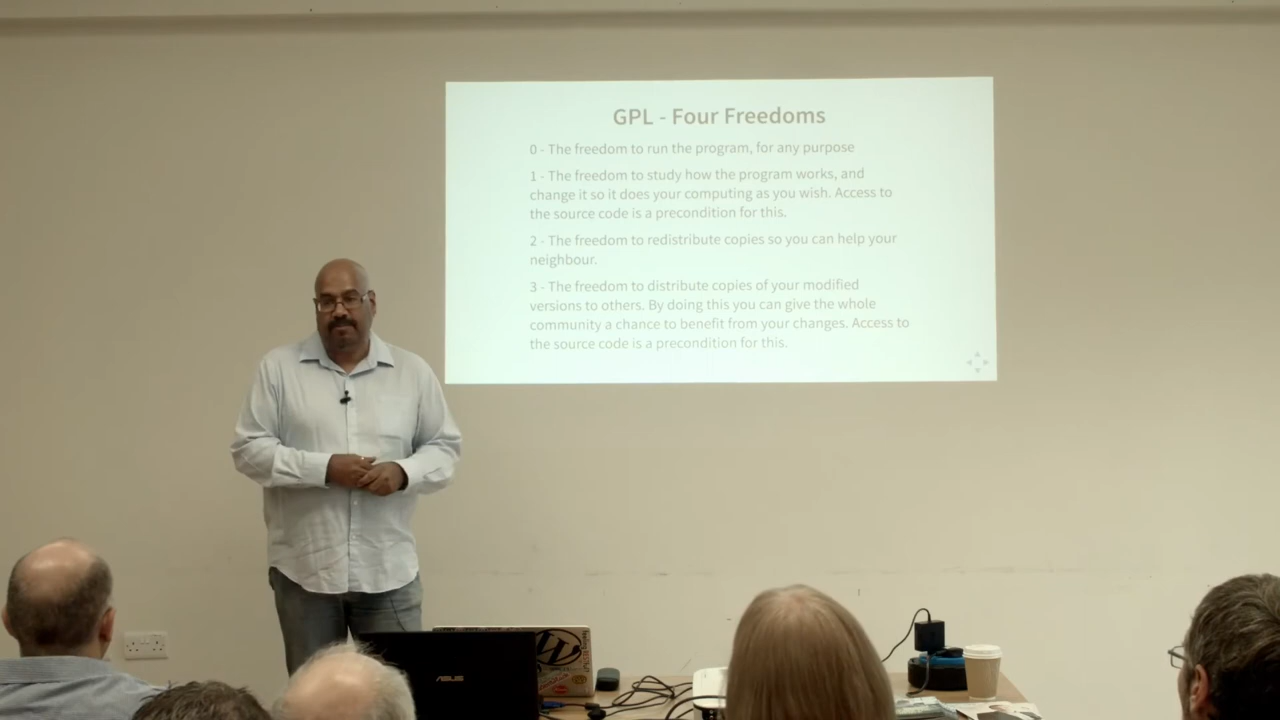 GPL - Four Freedoms
0 - The freedom to run the program, for any purpose
1 - The freedom to study how the program works, and
change it so it does your computing as you wish. Access to
the source code is a precondition for this.
2 - The freedom to redistribute copies so you can help your
neighbour.
3 - The freedom to distribute copies of your modified
versions to others. By doing this you can give the whole
community a chance to benefit from your changes. Access to
the source code is a precondition for this.
ASUS